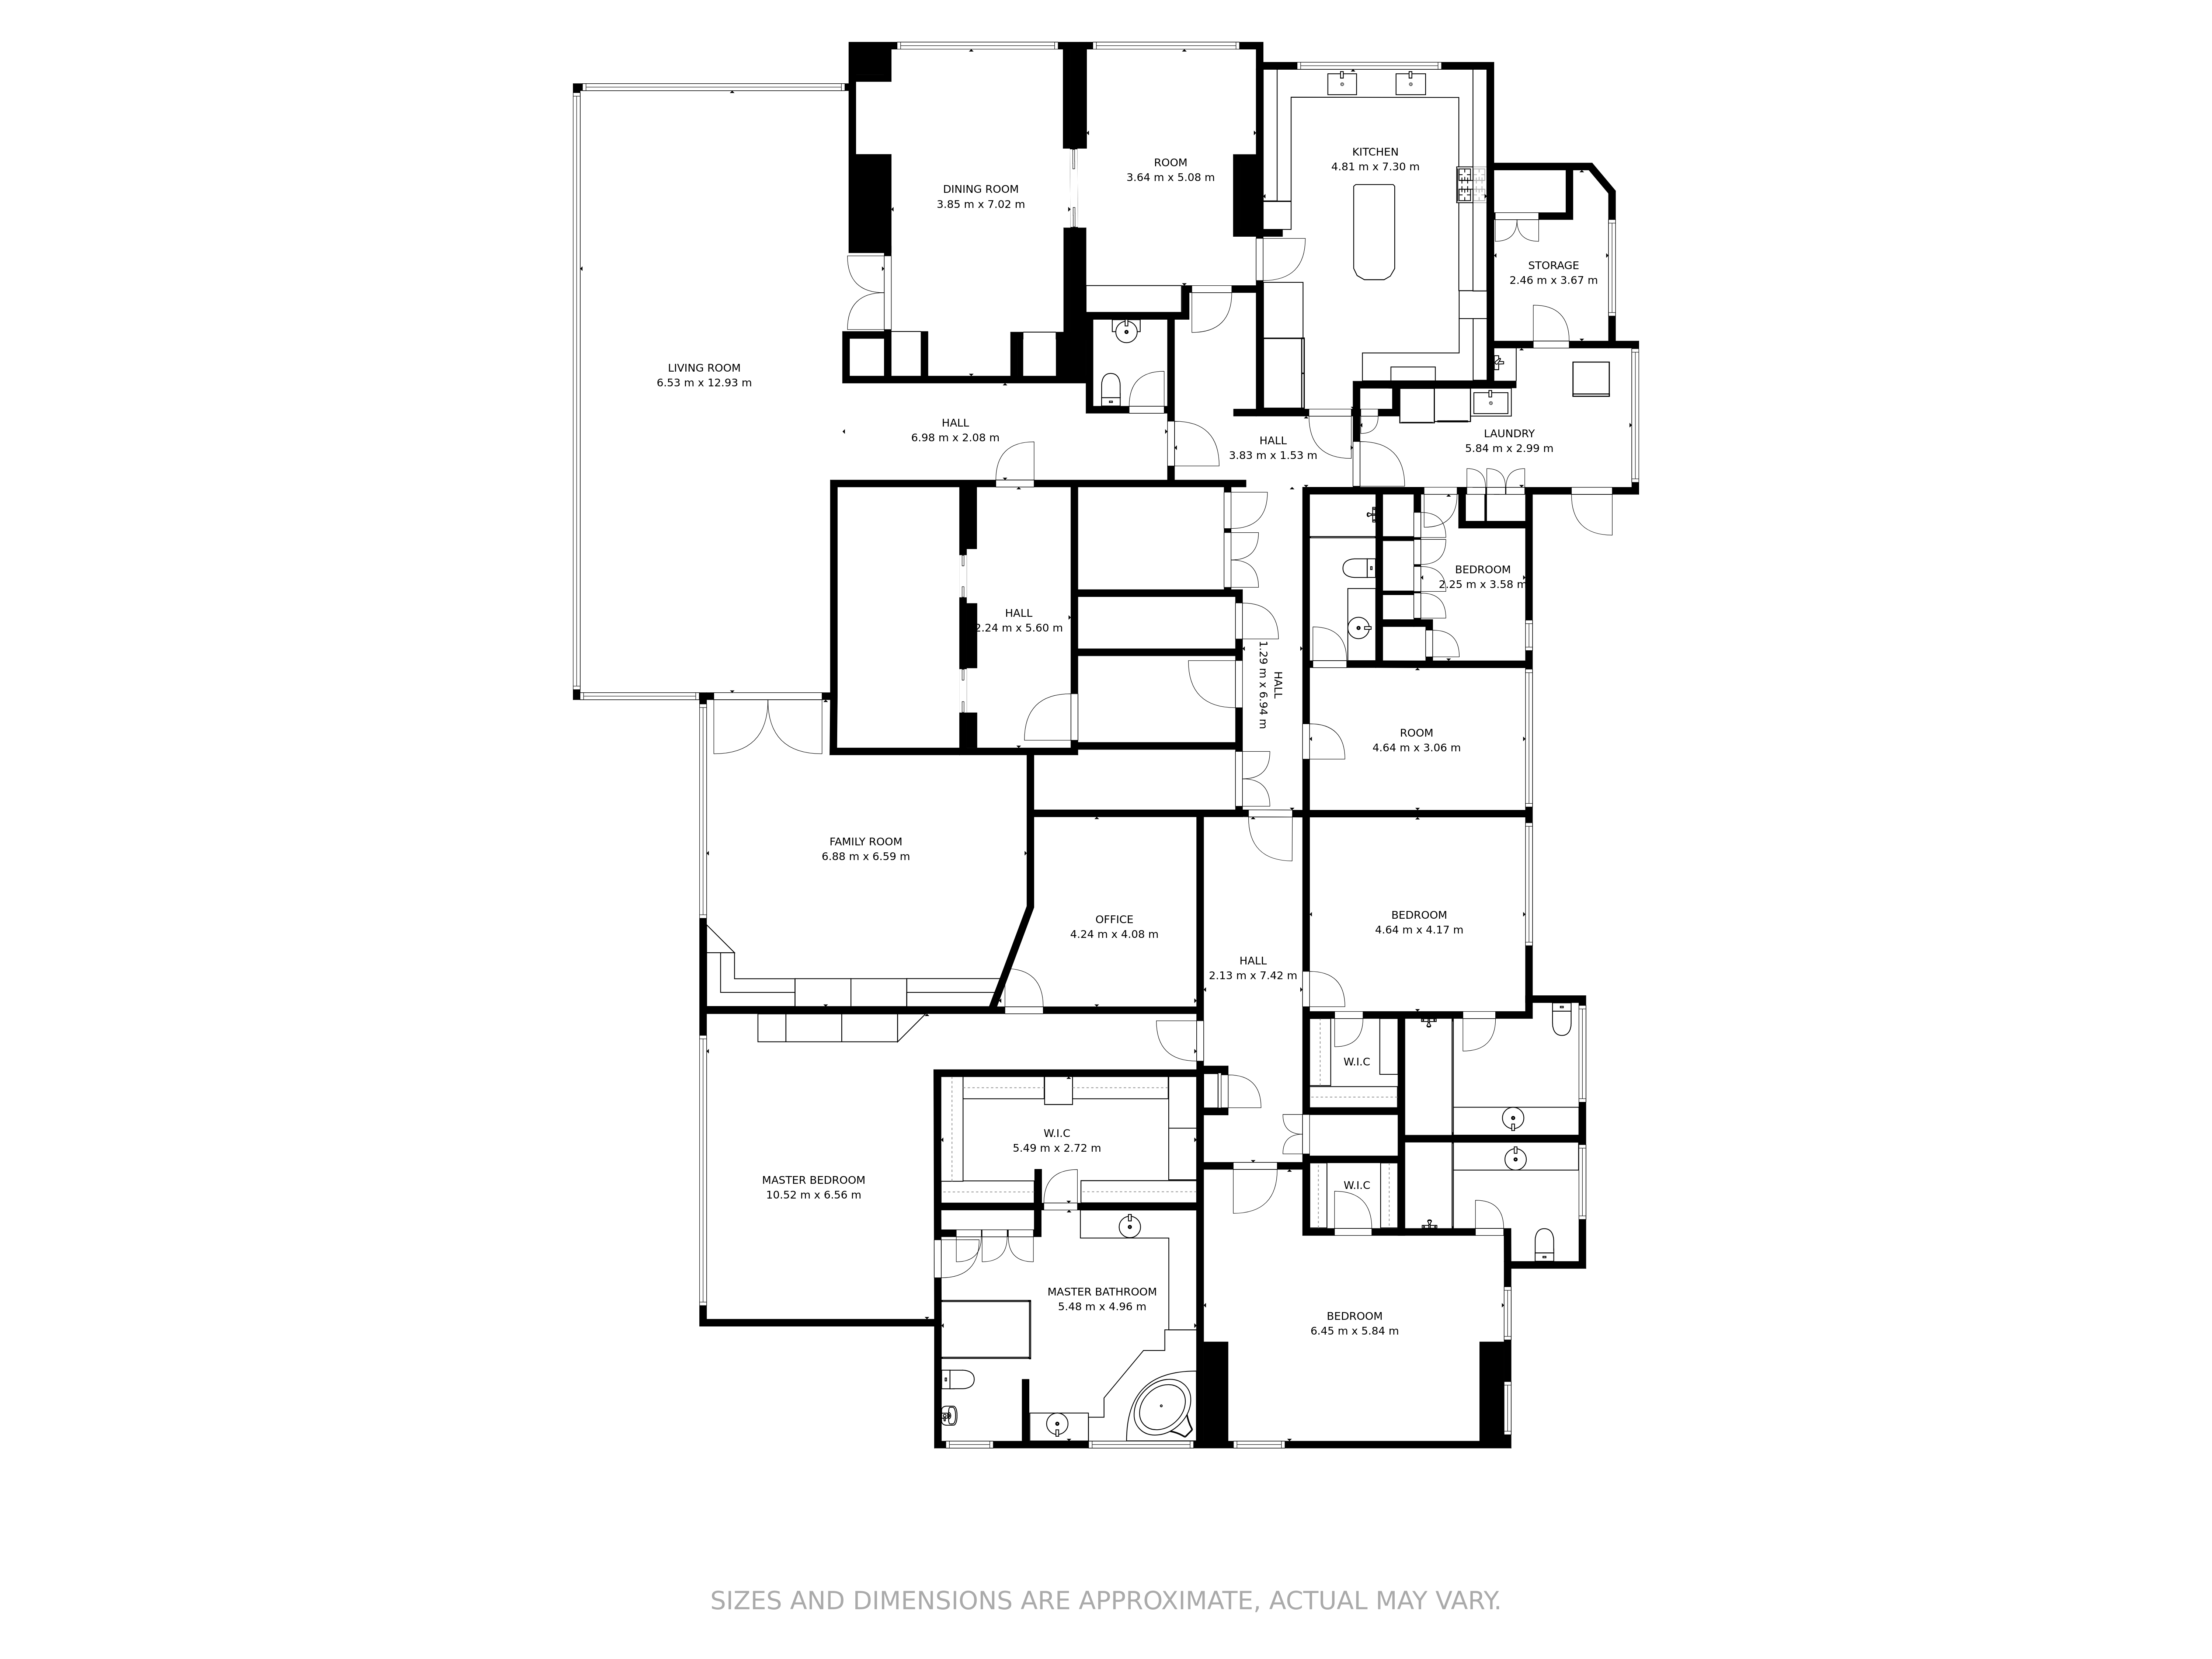 KITCHEN
4.81 m x 7.30 m
ROOM
3.64 m x 5.08 m
DINING ROOM
3.85 m x 7.02 m
STORAGE
2.46 m x 3.67 m
LIVING ROOM
6.53 m x 12.93 m
HALL
6.98 m x 2.08 m
HALL
3.83 m x 1.53 m
LAUNDRY
5.84 m x 2.99 m
BEDROOM
2.25 m x 3.58 m
HALL
2.24 m x 5.60 m
HALL
1.29 m x 6.94 m
ROOM
4.64 m x 3.06 m
FAMILY ROOM
6.88 m x 6.59 m
OFFICE
4.24 m x 4.08 m
BEDROOM
4.64 m x 4.17 m
HALL
2.13 m x 7.42 m
W.I.C
W.I.C
5.49 m x 2.72 m
MASTER BEDROOM
10.52 m x 6.56 m
W.I.C
MASTER BATHROOM
5.48 m x 4.96 m
BEDROOM
6.45 m x 5.84 m
SIZES AND DIMENSIONS ARE APPROXIMATE, ACTUAL MAY VARY.